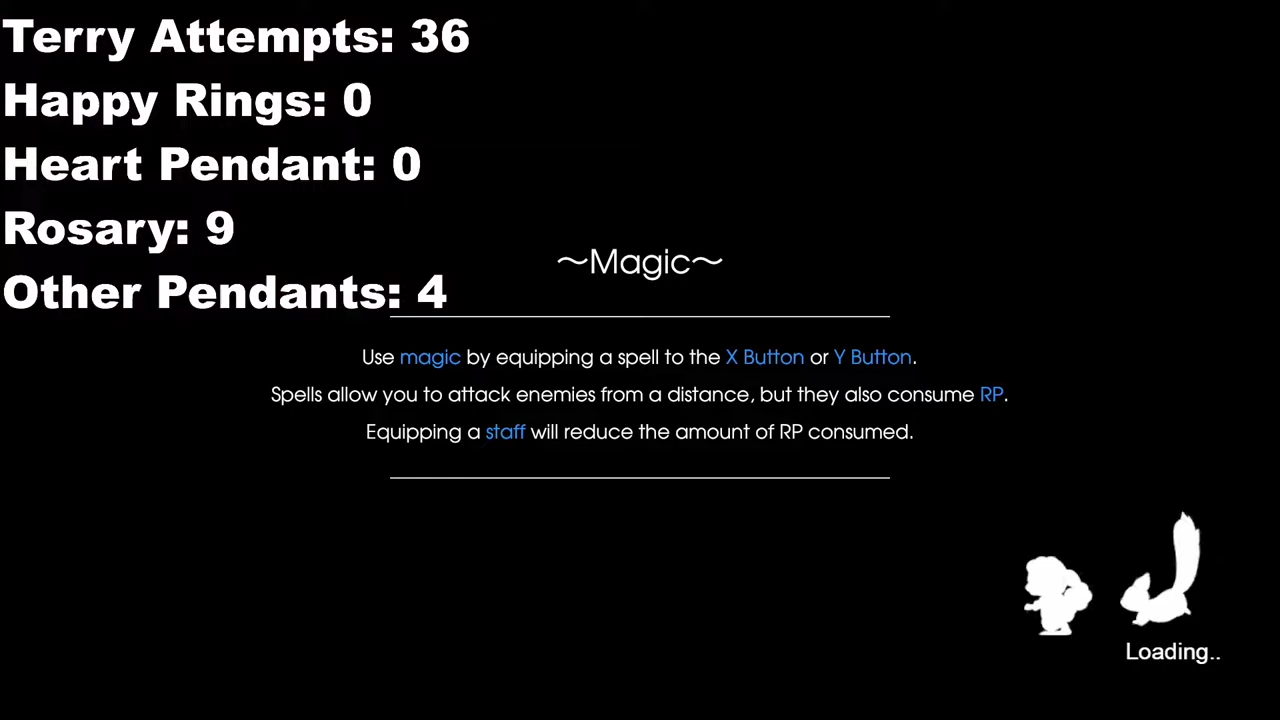 Terry Attempts: 36
Happy Rings: 0
Heart Pendant: 0
Rosary: 9
Other Pendants: 4
～Magic～
Use magic by equipping a spell to the X Button or Y Button.
Spells allow you to attack enemies from a distance, but they also consume RP.
Equipping a staff will reduce the amount of RP consumed.
Loading..